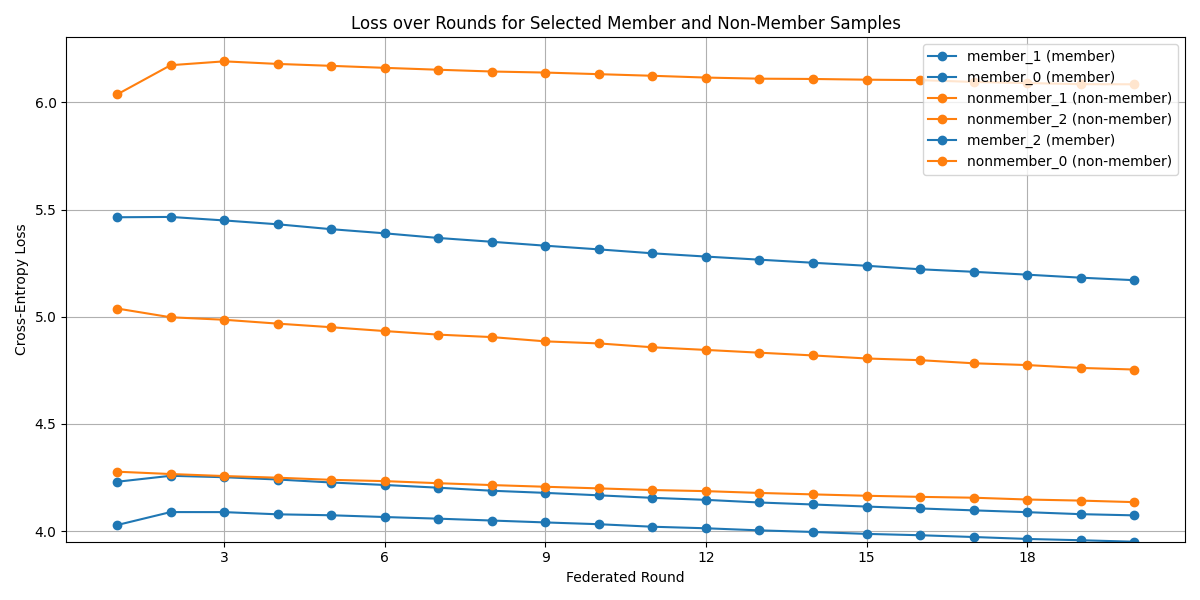 Loss over Rounds for Selected Member and Non-Member Samples
member_1 (member)
member_0 (member)
nonmember_1 (non-member)
nonmember_2 (non-member)
member_2 (member)
nonmember_0 (non-member)
6.0
5.5
5.0
4.5
4.0
Cross-Entropy Loss
3 6 9 12 15 18
Federated Round